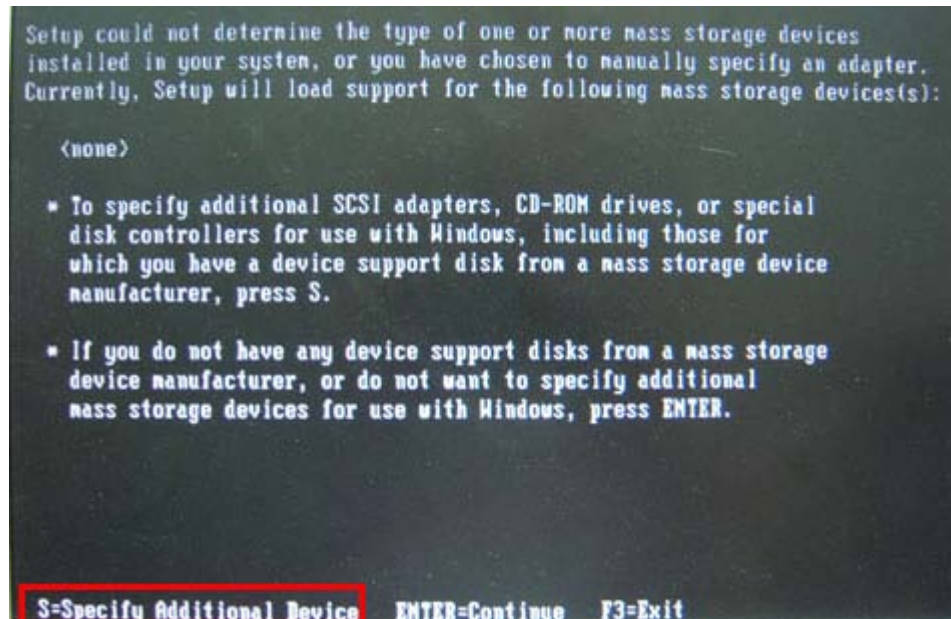 Setup could not determine the type of one or more mass storage devices
installed in your system, or you have chosen to manually specify an adapter.
Currently, Setup will load support for the following mass storage devices(s):
<none>
* To specify additional SCSI adapters, CD-ROM drives, or special
disk controllers for use with Windows, including those for
which you have a device support disk from a mass storage device
manufacturer, press S.
* If you do not have any device support disks from a mass storage
device manufacturer, or do not want to specify additional
mass storage devices for use with Windows, press ENTER.
S=Specify Additional Device ENTER=Continue F3=Exit